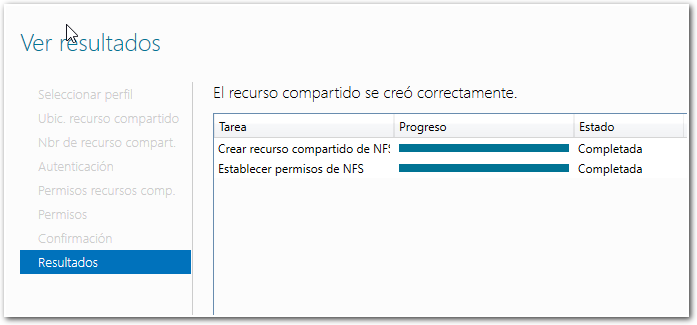 Ver resultados
Seleccionar perfil
Ubic. recurso compartido
Nbr de recurso compart.
Autenticación
Permisos recursos comp.
Permisos
Confirmación
Resultados
El recurso compartido se creó correctamente.
Tarea Progreso Estado
Crear recurso compartido de NFS Completada
Establecer permisos de NFS Completada